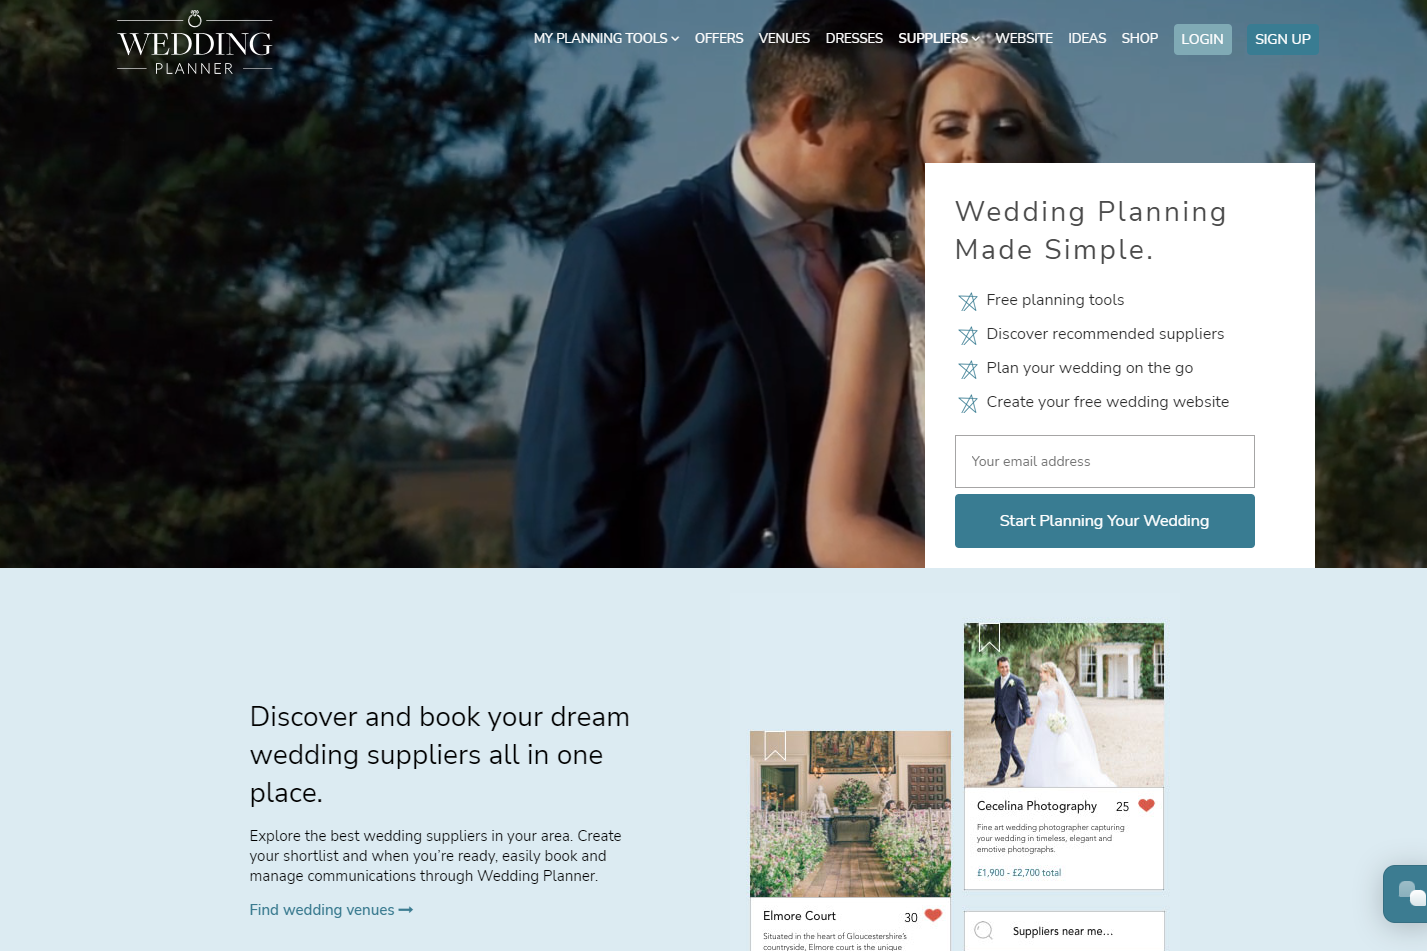 WEDDING
PLANNER
MY PLANNING TOOLS OFFERS VENUES DRESSES SUPPLIERS WEBSITE IDEAS SHOP LOGIN SIGN UP
Wedding Planning
Made Simple.
Free planning tools
Discover recommended suppliers
Plan your wedding on the go
Create your free wedding website
Your email address
Start Planning Your Wedding
Discover and book your dream
wedding suppliers all in one
place.
Explore the best wedding suppliers in your area. Create
your shortlist and when you’re ready, easily book and
manage communications through Wedding Planner.
Find wedding venues
Elmore Court 30
Situated in the heart of Gloucestershire's
countryside, Elmore court is the unique
Cecelina Photography 25
Fine art wedding photographer capturing
your wedding in timeless, elegant and
emotive photographs.
£1,900 - £2,700 total
Suppliers near me...